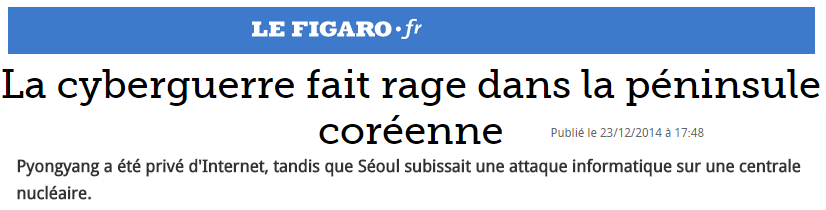 LE FIGARO·fr
La cyberguerre fait rage dans la péninsule
coréenne
Publié le 23/12/2014 à 17:48
Pyongyang a été privé d'Internet, tandis que Séoul subissait une attaque informatique sur une centrale
nucléaire.